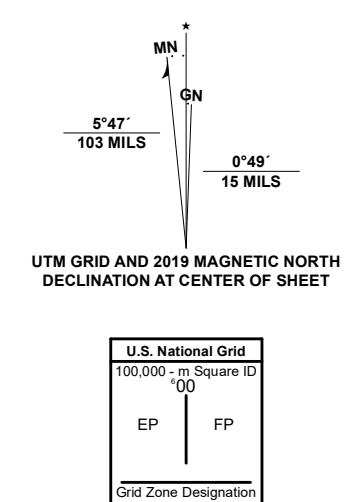 ★
MN
GN
5°47´
103 MILS
0°49´
15 MILS
UTM GRID AND 2019 MAGNETIC NORTH
DECLINATION AT CENTER OF SHEET
U.S. National Grid
100,000 - m Square ID
⁶00
EP FP
Grid Zone Designation